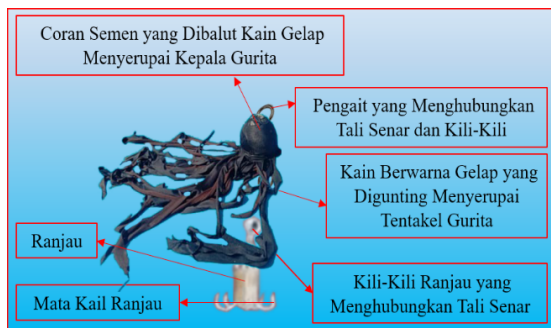 Coran Semen yang Dibalut Kain Gelap
Menyerupai Kepala Gurita
Pengait yang Menghubungkan
Tali Senar dan Kili-Kili
Kain Berwarna Gelap yang
Digunting Menyerupai
Tentakel Gurita
Ranjau
Kili-Kili Ranjau yang
Menghubungkan Tali Senar
Mata Kail Ranjau